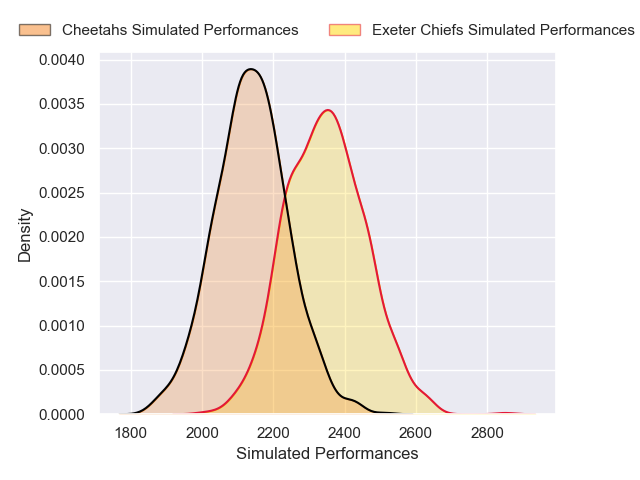 Cheetahs Simulated Performances Exeter Chiefs Simulated Performances
0.0040
0.0035
0.0030
0.0025
0.0020
0.0015
0.0010
0.0005
0.0000
Density
1800 2000 2200 2400 2600 2800
Simulated Performances